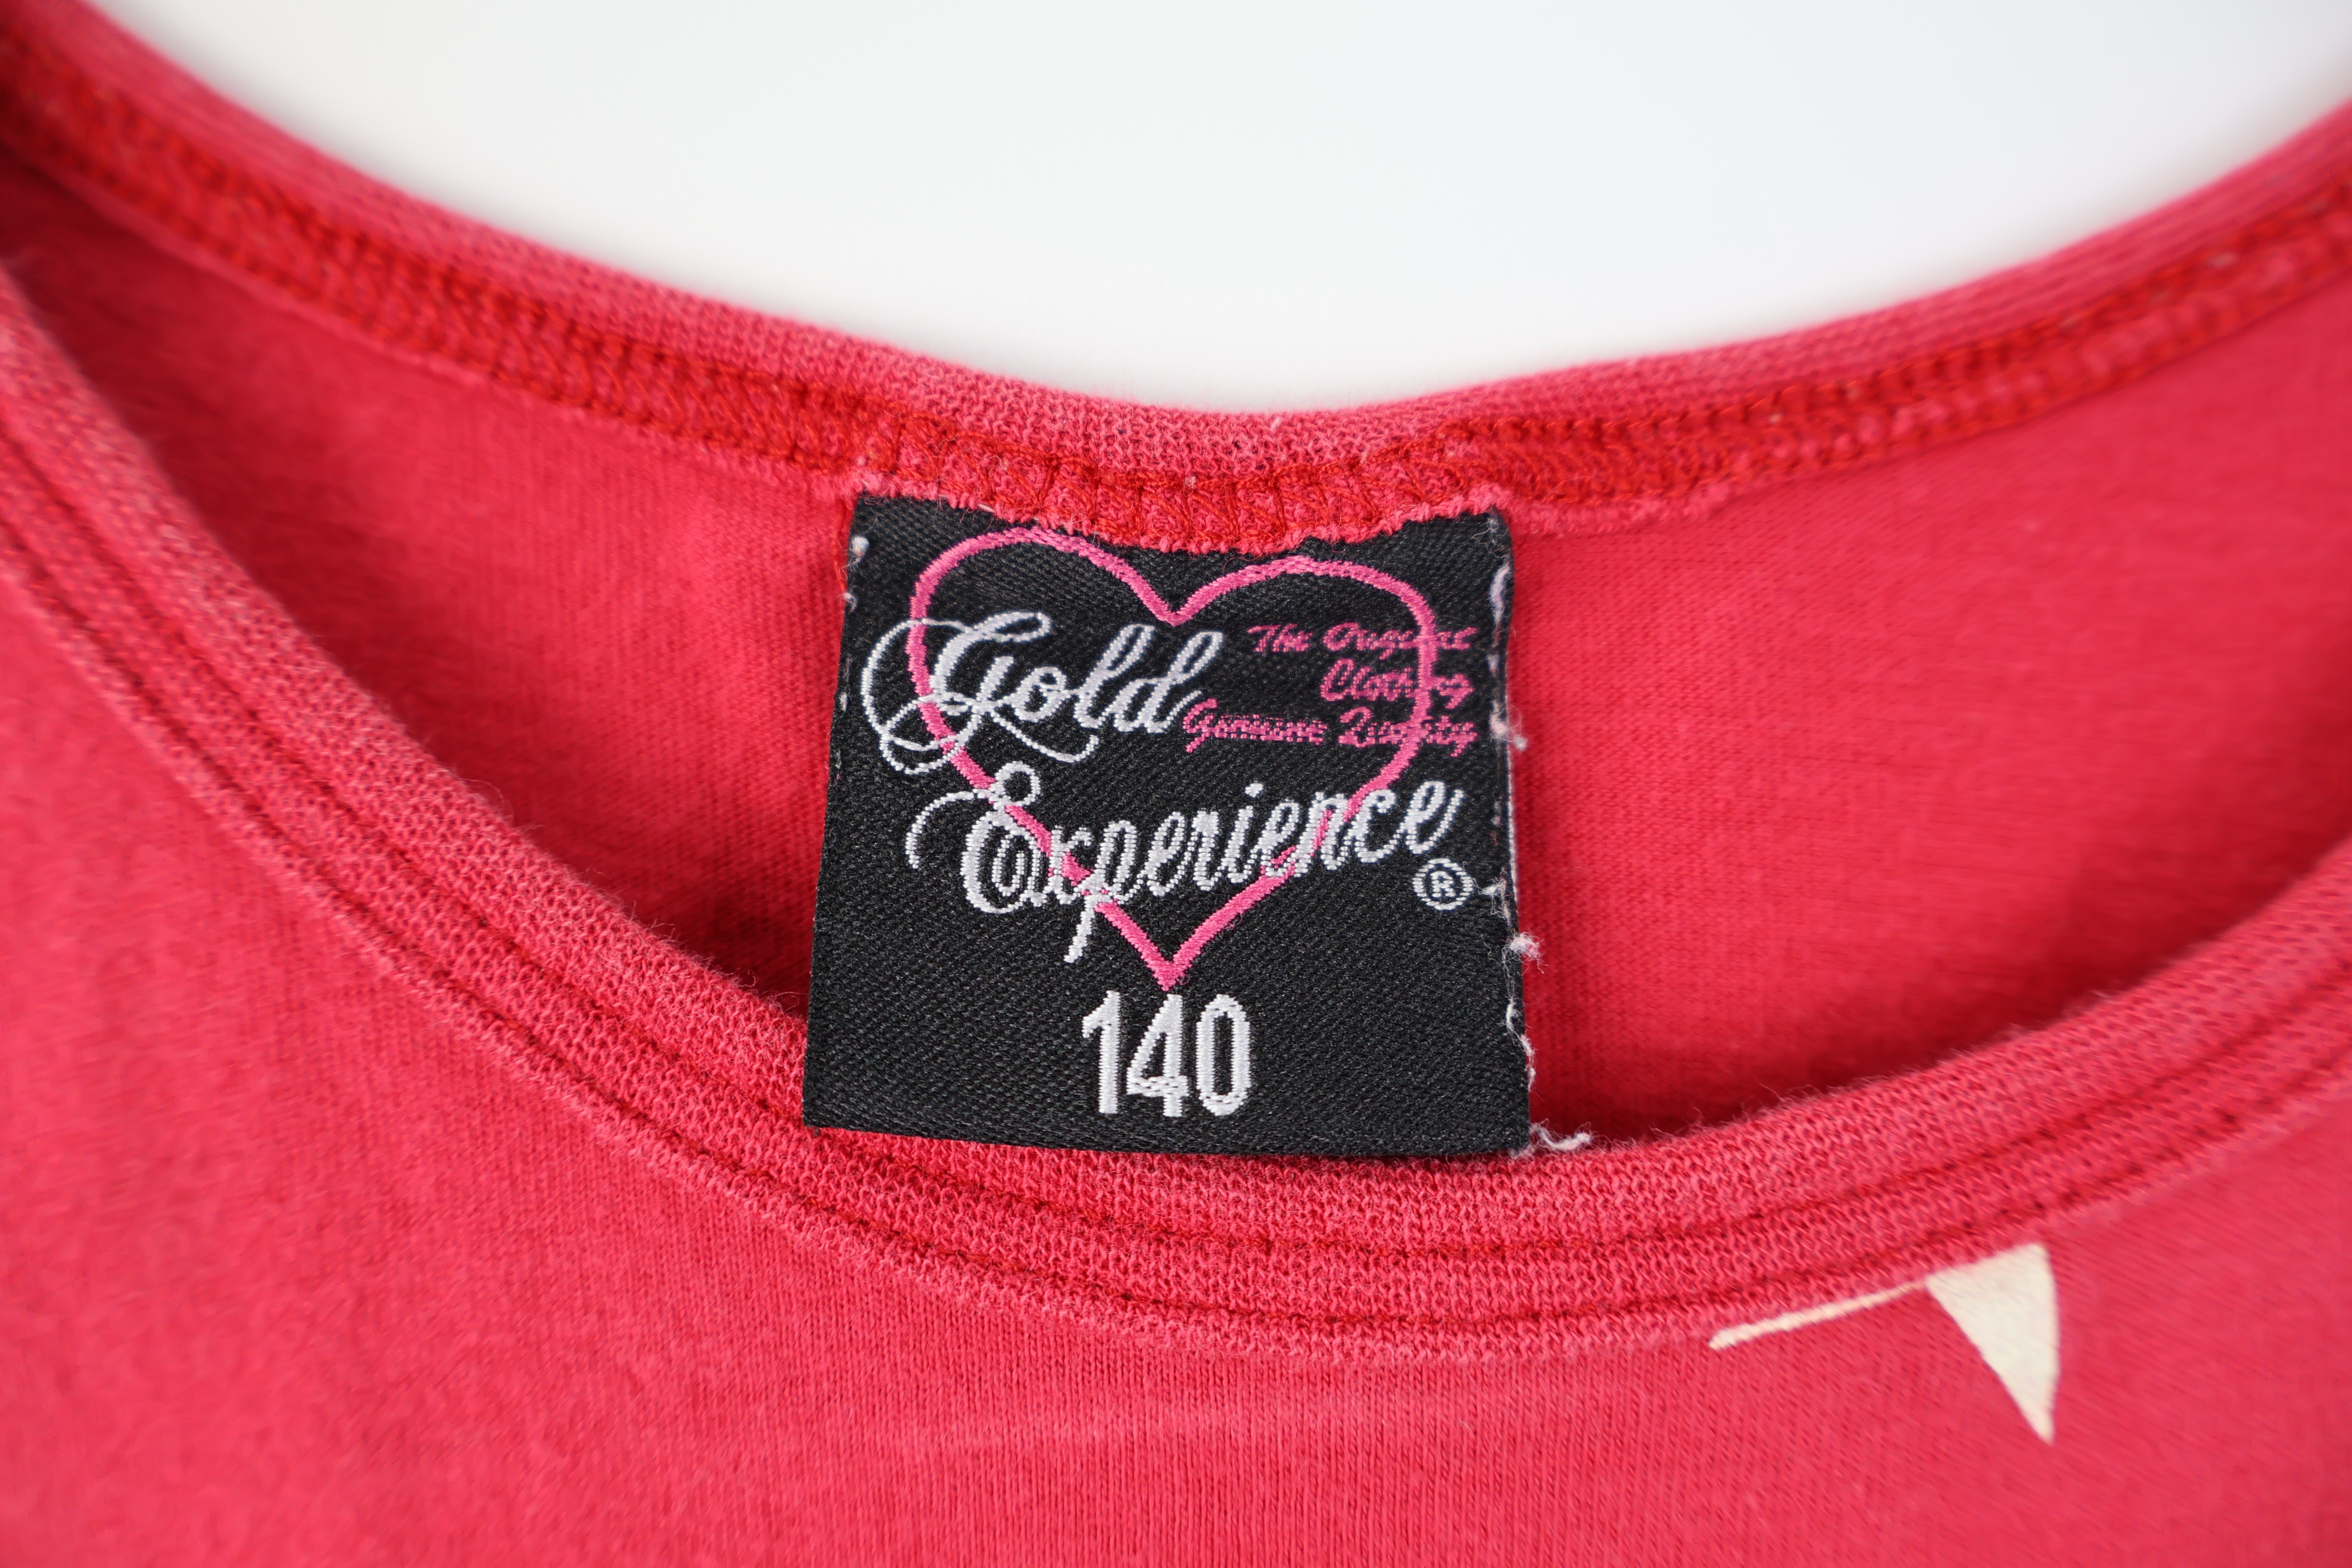 Gold
The Original
Clothing
Genuine Quality
Experience
®
140